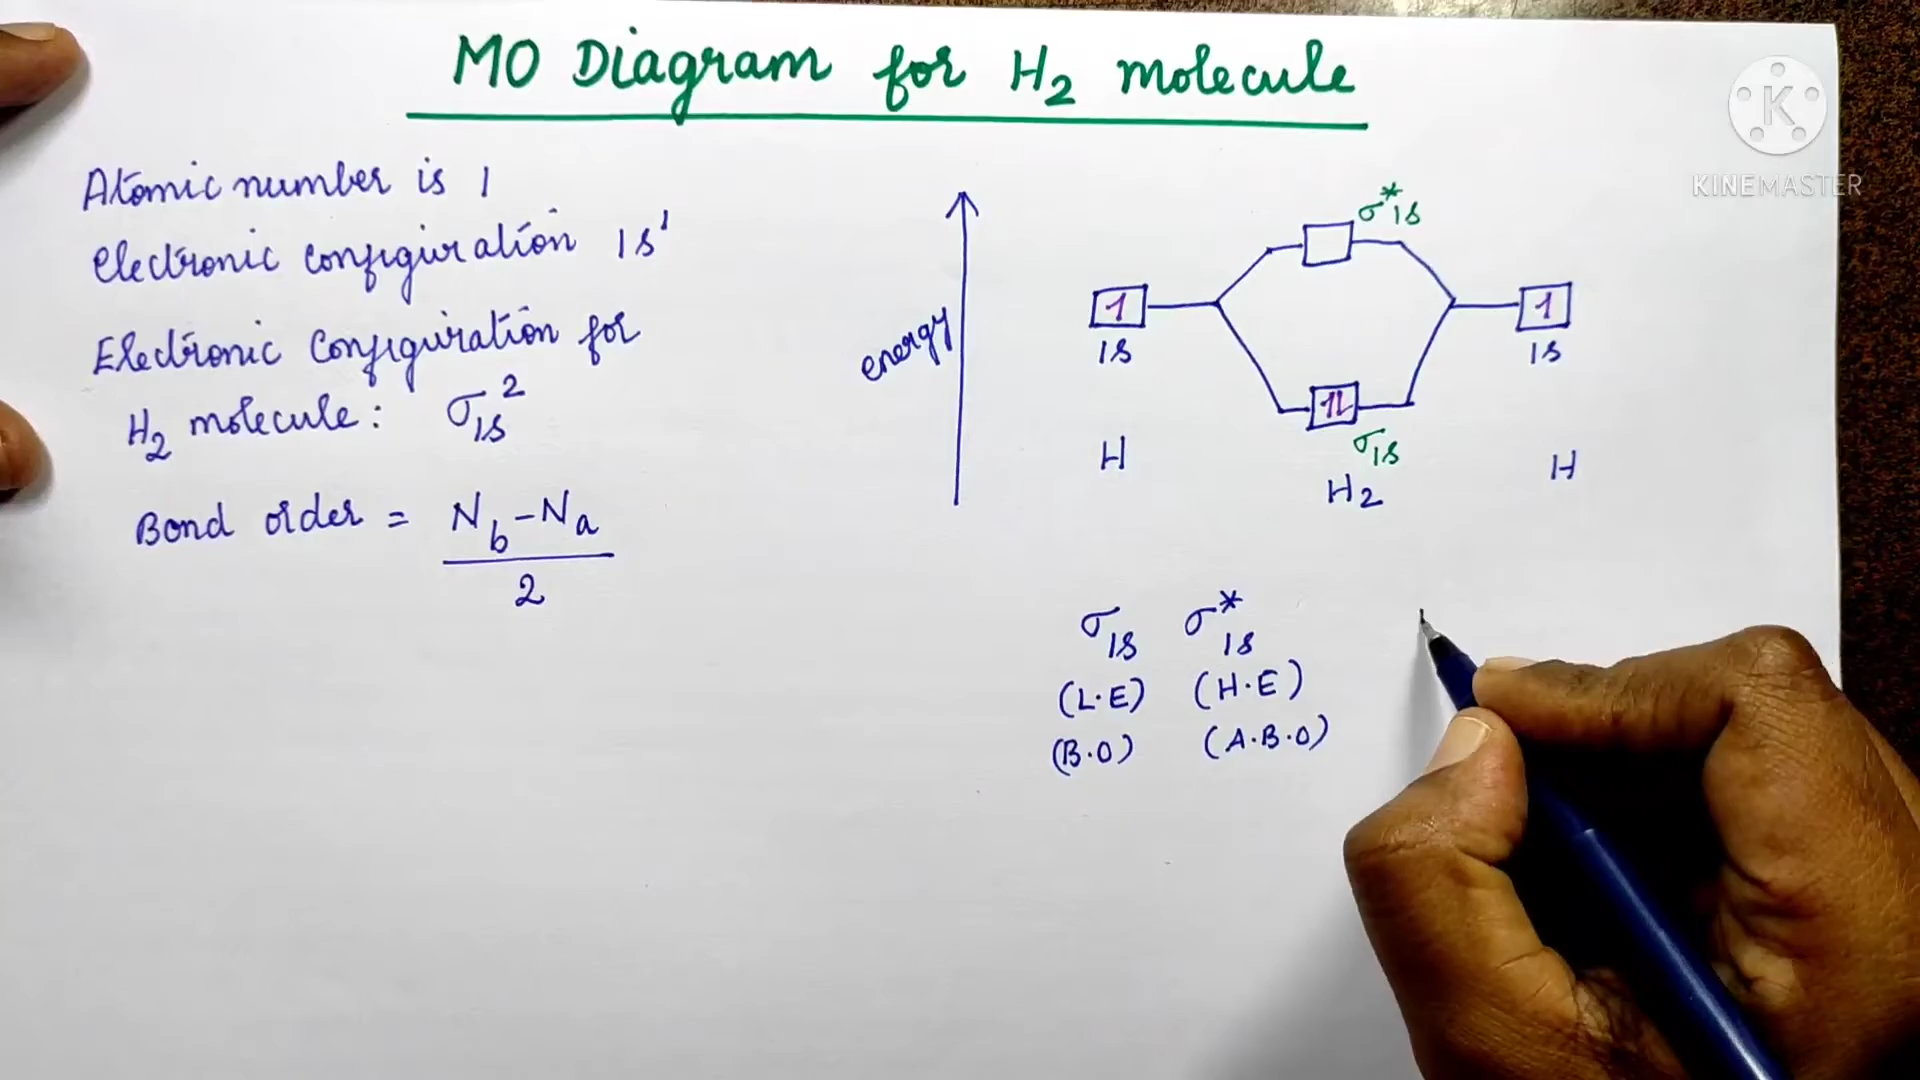 MO Diagram for H₂ molecule
K
KINEMASTER
Atomic number is 1
Electronic configuration 1s¹
Electronic Configuration for
H₂ molecule: σ1s²
Bond order = (Nb - Na)/2
energy
σ*1s
1 1
1s 1s
1L
σ1s
H H₂ H
σ1s σ*1s
(L.E) (H.E)
(B.O) (A.B.O)